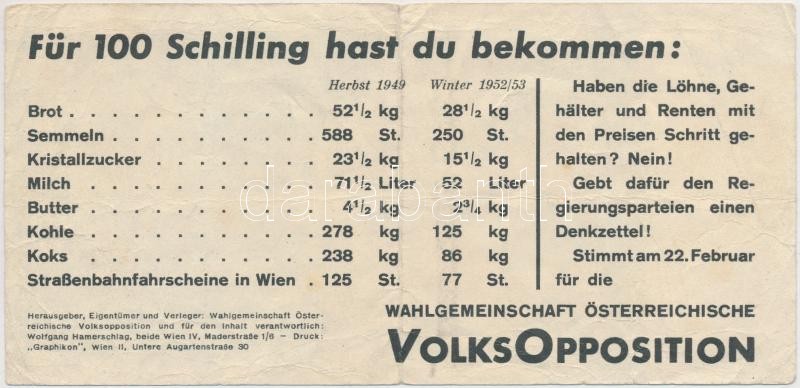 Für 100 Schilling hast du bekommen:
Herbst 1949 Winter 1952/53
Brot . . . . . . . . . . . 52½ kg 28½ kg
Semmeln . . . . . . . . . 588 St. 250 St.
Kristallzucker . . . . . . . . 23½ kg 15½ kg
Milch . . . . . . . . . . 71½ Liter 52 Liter
Butter . . . . . . . . . . 4½ kg 2¾ kg
Kohle . . . . . . . . . . 278 kg 125 kg
Koks . . . . . . . . . . 238 kg 86 kg
Straßenbahnfahrscheine in Wien . 125 St. 77 St.
Haben die Löhne, Ge-
hälter und Renten mit
den Preisen Schritt ge-
halten? Nein!
Gebt dafür den Re-
gierungsparteien einen
Denkzettel!
Stimmt am 22. Februar
für die
Herausgeber, Eigentümer und Verleger: Wahlgemeinschaft Öster-
reichische Volksopposition und für den Inhalt verantwortlich:
Wolfgang Hamerschlag, beide Wien IV, Maderstraße 1/6 – Druck:
„Graphikon", Wien II, Untere Augartenstraße 30
WAHLGEMEINSCHAFT ÖSTERREICHISCHE
VOLKSOPPOSITION
darabanth